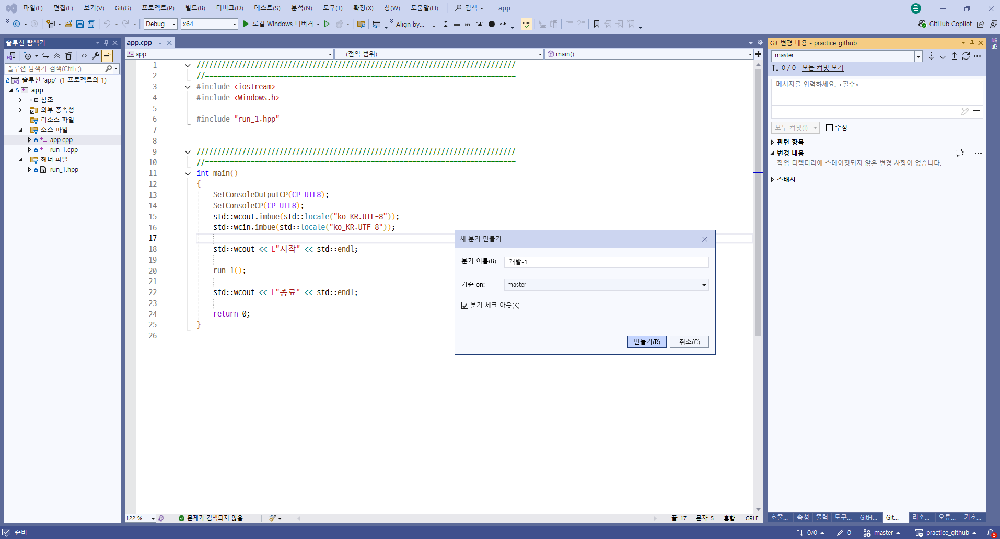 파일(F) 편집(E) 보기(V) Git(G) 프로젝트(P) 빌드(B) 디버그(D) 테스트(S) 분석(N) 도구(T) 확장(X) 창(W) 도움말(H) 검색 app 든
Debug x64 로컬 Windows 디버거 Align by... abc GitHub Copilot
솔루션 탐색기
솔루션 탐색기 검색(Ctrl+;)
솔루션 'app' (1 프로젝트의 1)
app
참조
외부 종속성
리소스 파일
소스 파일
app.cpp
run_1.cpp
헤더 파일
run_1.hpp
app.cpp
app (전역 범위) main()
1 /////////////////////////////////////////////////////////////////////////////
2 //===========================================================================
3 #include <iostream>
4 #include <Windows.h>
5
6 #include "run_1.hpp"
7
8
9 /////////////////////////////////////////////////////////////////////////////
10 //===========================================================================
11 int main()
12 {
13 SetConsoleOutputCP(CP_UTF8);
14 SetConsoleCP(CP_UTF8);
15 std::wcout.imbue(std::locale("ko_KR.UTF-8"));
16 std::wcin.imbue(std::locale("ko_KR.UTF-8"));
17
18 std::wcout << L"시작" << std::endl;
19
20 run_1();
21
22 std::wcout << L"종료" << std::endl;
23
24 return 0;
25 }
26
새 분기 만들기
분기 이름(B): 개발-1
기준 on: master
분기 체크 아웃(K)
만들기(R) 취소(C)
122 % 문제가 검색되지 않음 줄: 17 문자: 5 혼합 CRLF
Git 변경 내용 - practice_github
master
0 / 0 모든 커밋 보기
메시지를 입력하세요. <필수>
모두 커밋(I) 수정
관련 항목
변경 내용
작업 디렉터리에 스테이징되지 않은 변경 사항이 없습니다.
스태시
호출... 속성 출력 도구... GitH... Git... 리소... 오류... 기호...
알림
준비 0/0 0 master practice_github 3